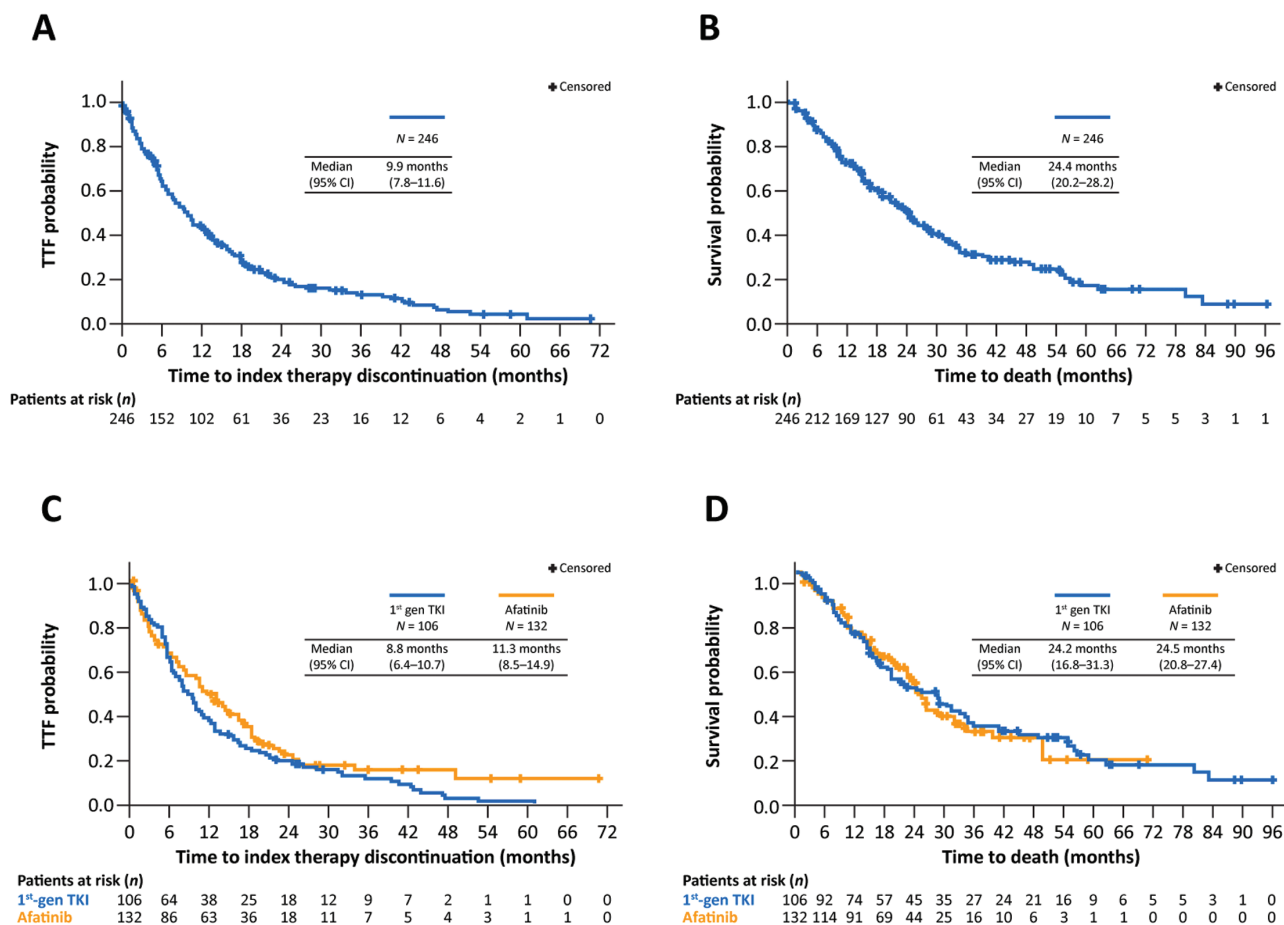 A
✚ Censored
1.0
0.8
0.6
0.4
0.2
0.0
TTF probability
N = 246
Median 9.9 months
(95% CI) (7.8–11.6)
0 6 12 18 24 30 36 42 48 54 60 66 72
Time to index therapy discontinuation (months)
Patients at risk (n)
246 152 102 61 36 23 16 12 6 4 2 1 0
B
✚ Censored
1.0
0.8
0.6
0.4
0.2
0.0
Survival probability
N = 246
Median 24.4 months
(95% CI) (20.2–28.2)
0 6 12 18 24 30 36 42 48 54 60 66 72 78 84 90 96
Time to death (months)
Patients at risk (n)
246 212 169 127 90 61 43 34 27 19 10 7 5 5 3 1 1
C
✚ Censored
1.0
0.8
0.6
0.4
0.2
0.0
TTF probability
1st gen TKI Afatinib
N = 106 N = 132
Median 8.8 months 11.3 months
(95% CI) (6.4–10.7) (8.5–14.9)
0 6 12 18 24 30 36 42 48 54 60 66 72
Time to index therapy discontinuation (months)
Patients at risk (n)
1st-gen TKI 106 64 38 25 18 12 9 7 2 1 1 0 0
Afatinib 132 86 63 36 18 11 7 5 4 3 1 1 0
D
✚ Censored
1.0
0.8
0.6
0.4
0.2
0.0
Survival probability
1st gen TKI Afatinib
N = 106 N = 132
Median 24.2 months 24.5 months
(95% CI) (16.8–31.3) (20.8–27.4)
0 6 12 18 24 30 36 42 48 54 60 66 72 78 84 90 96
Time to death (months)
Patients at risk (n)
1st-gen TKI 106 92 74 57 45 35 27 24 21 16 9 6 5 5 3 1 0
Afatinib 132 114 91 69 44 25 16 10 6 3 1 1 0 0 0 0 0